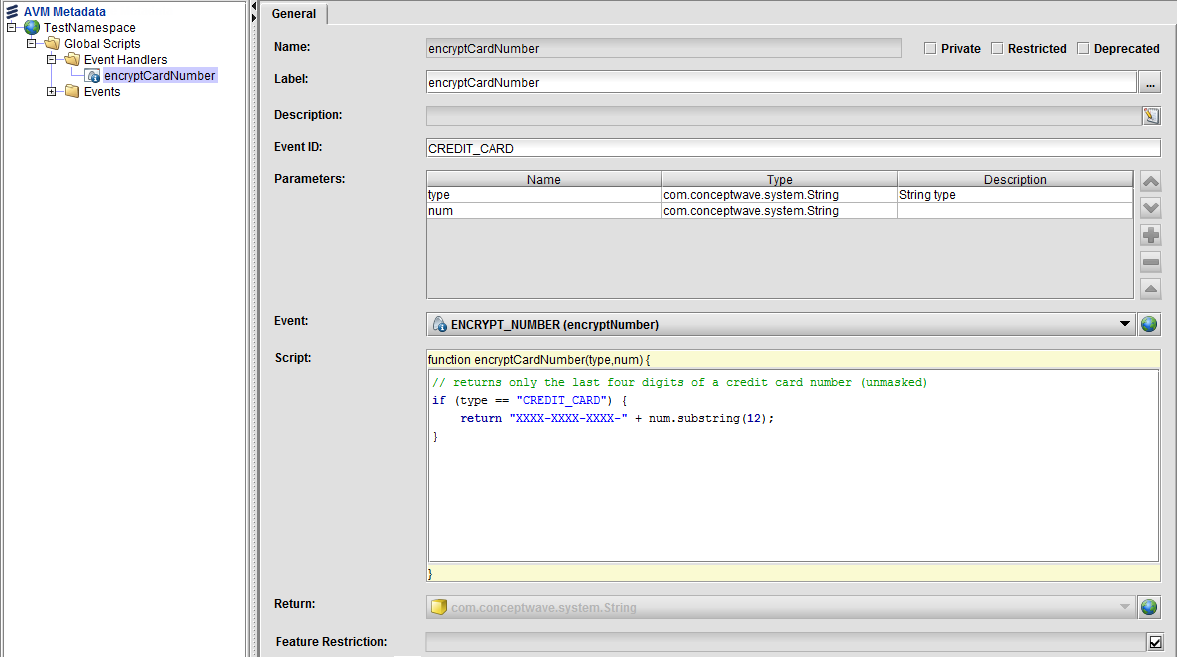 AVM Metadata
TestNamespace
Global Scripts
Event Handlers
encryptCardNumber
Events
General
Name: encryptCardNumber Private Restricted Deprecated
Label: encryptCardNumber ...
Description:
Event ID: CREDIT_CARD
Parameters: Name Type Description
type com.conceptwave.system.String String type
num com.conceptwave.system.String
Event: ENCRYPT_NUMBER (encryptNumber)
Script: function encryptCardNumber(type,num) {
// returns only the last four digits of a credit card number (unmasked)
if (type == "CREDIT_CARD") {
return "XXXX-XXXX-XXXX-" + num.substring(12);
}
}
Return: com.conceptwave.system.String
Feature Restriction: